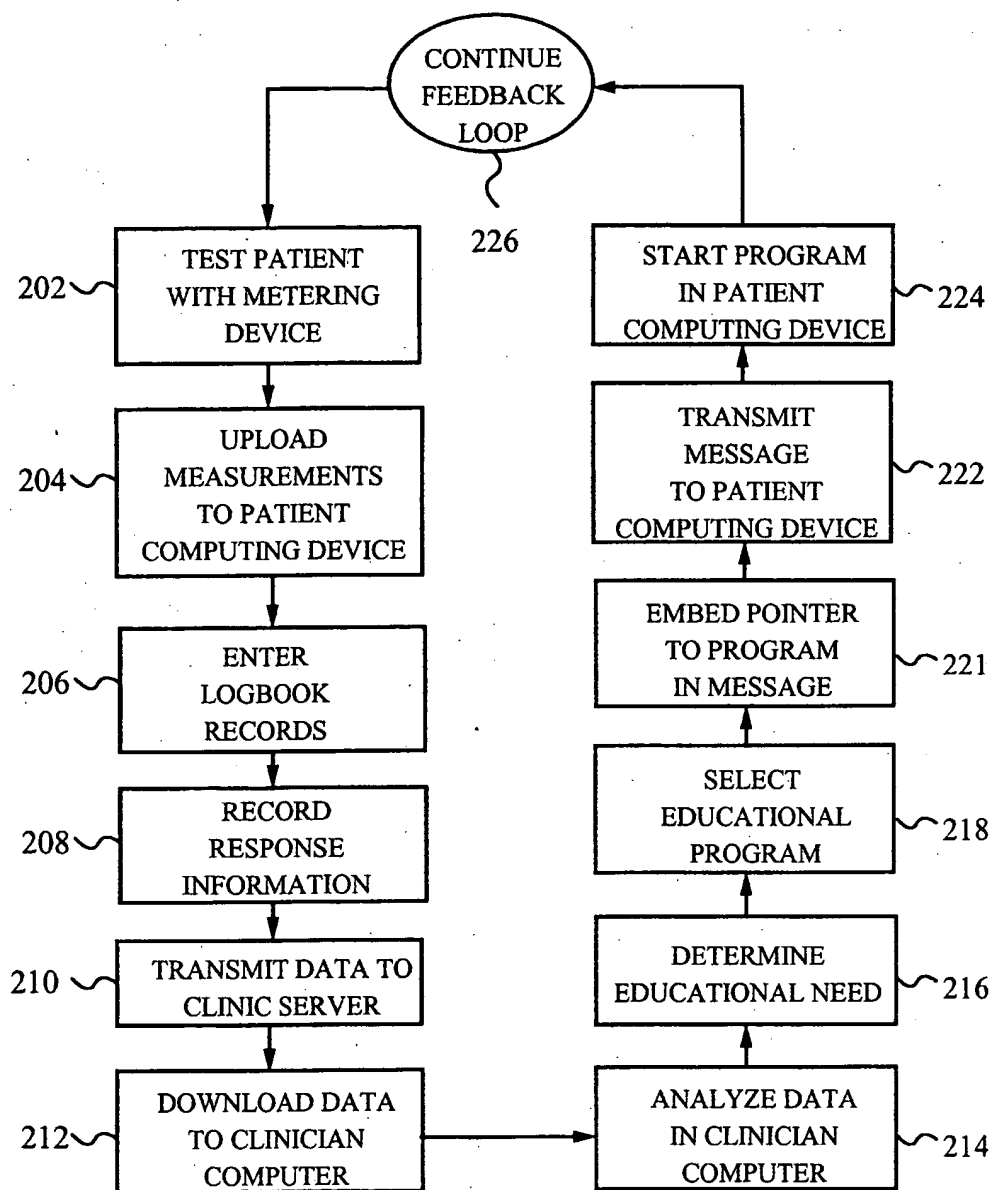 CONTINUE
FEEDBACK
LOOP
226
202
TEST PATIENT
WITH METERING
DEVICE
204
UPLOAD
MEASUREMENTS
TO PATIENT
COMPUTING DEVICE
206
ENTER
LOGBOOK
RECORDS
208
RECORD
RESPONSE
INFORMATION
210
TRANSMIT DATA TO
CLINIC SERVER
212
DOWNLOAD DATA
TO CLINICIAN
COMPUTER
ANALYZE DATA
IN CLINICIAN
COMPUTER
214
DETERMINE
EDUCATIONAL NEED
216
SELECT
EDUCATIONAL
PROGRAM
218
EMBED POINTER
TO PROGRAM
IN MESSAGE
221
TRANSMIT
MESSAGE
TO PATIENT
COMPUTING DEVICE
222
START PROGRAM
IN PATIENT
COMPUTING DEVICE
224